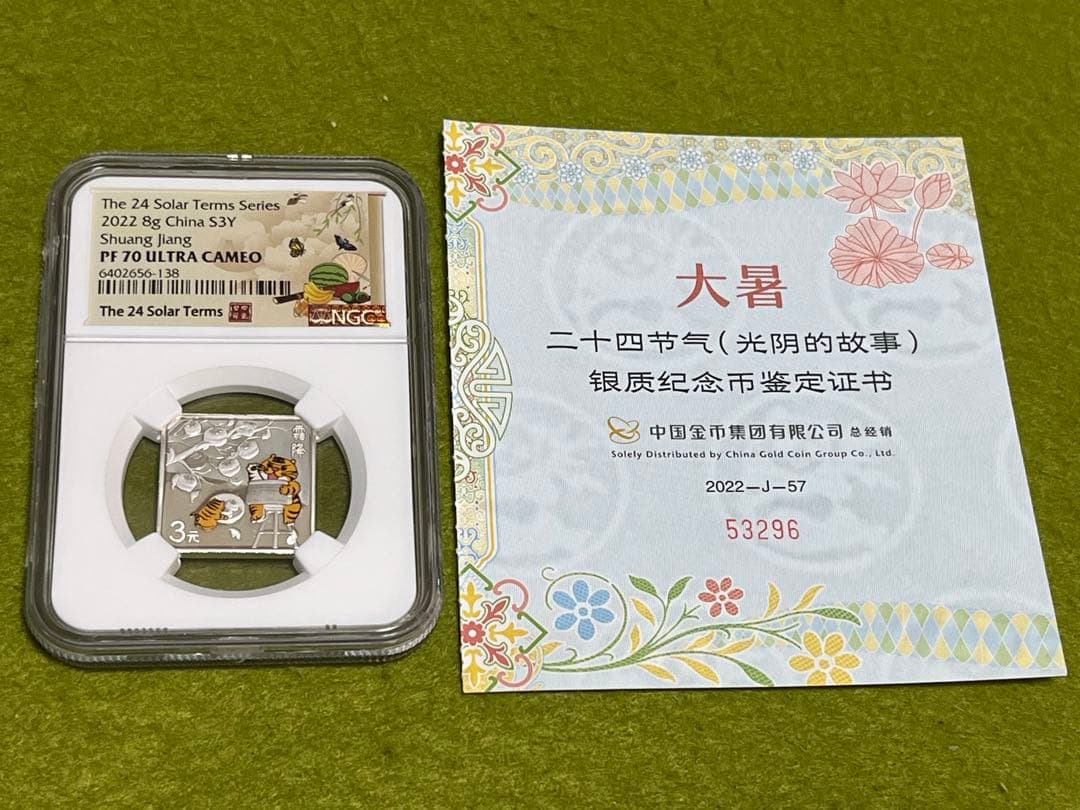 The 24 Solar Terms Series
2022 8g China S3Y
Shuang Jiang
PF 70 ULTRA CAMEO
6402656-138
The 24 Solar Terms
NGC
霜降
3元
大暑
二十四节气(光阴的故事)
银质纪念币鉴定证书
中国金币集团有限公司 总经销
Solely Distributed by China Gold Coin Group Co., Ltd.
2022-J-57
53296